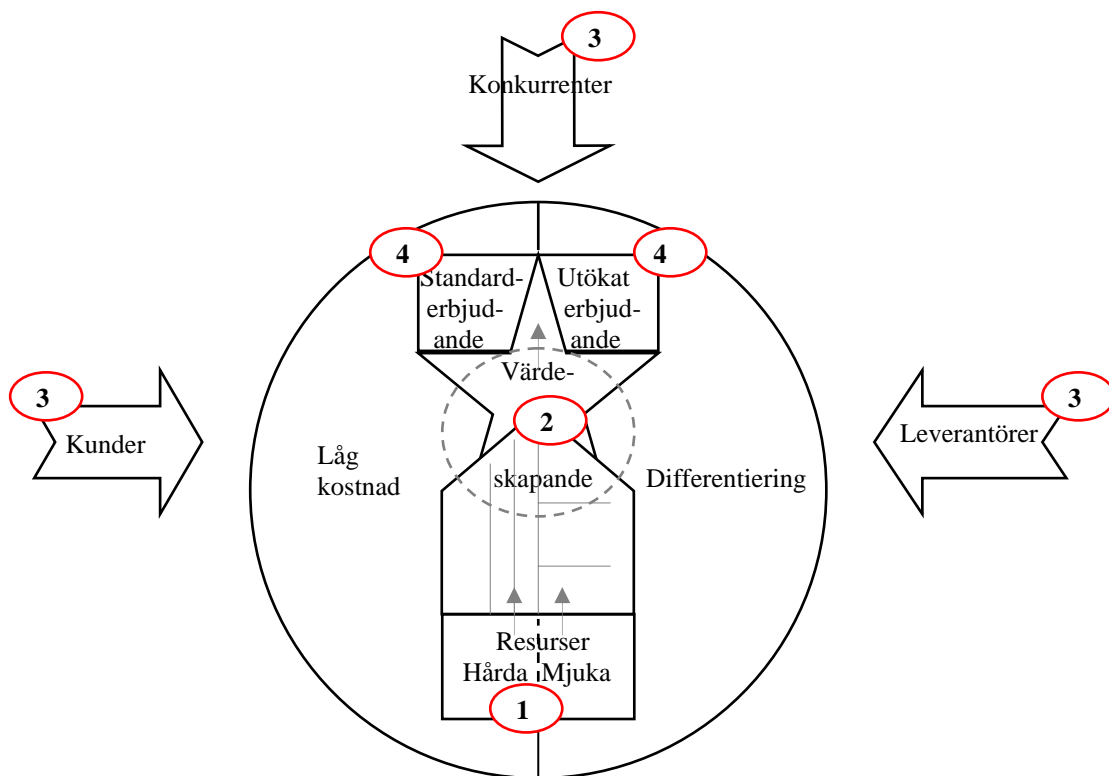 3
Konkurrenter
4
4
Standard-
erbjud-
ande
Utökat
erbjud-
ande
Värde-
3
Kunder
3
Leverantörer
2
Låg
kostnad
skapande
Differentiering
Resurser
Hårda Mjuka
1